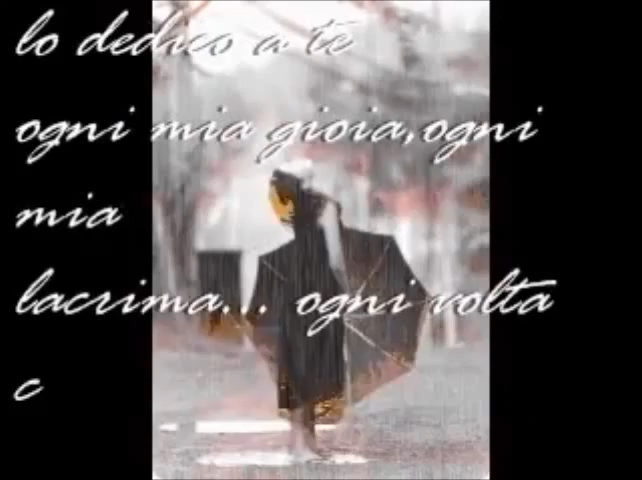 lo dedico a te
ogni mia gioia,ogni
mia
lacrima... ogni volta
c